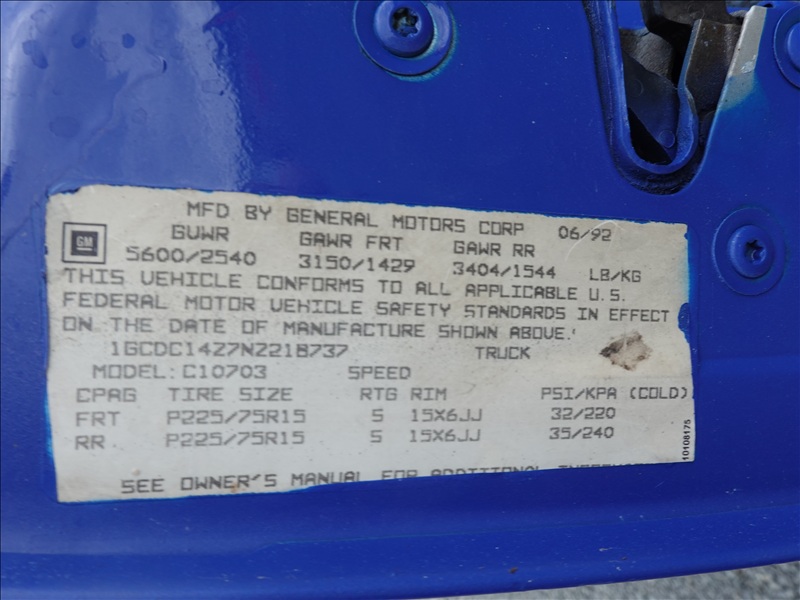 MFD BY GENERAL MOTORS CORP 06/92
GM
GVWR GAWR FRT GAWR RR
5600/2540 3150/1429 3404/1544 LB/KG
THIS VEHICLE CONFORMS TO ALL APPLICABLE U.S.
FEDERAL MOTOR VEHICLE SAFETY STANDARDS IN EFFECT
ON THE DATE OF MANUFACTURE SHOWN ABOVE.
1GCDC14Z7NZ218737 TRUCK
MODEL: C10703 SPEED
CPAG TIRE SIZE RTG RIM PSI/KPA (COLD)
FRT P225/75R15 S 15X6JJ 32/220
RR P225/75R15 S 15X6JJ 35/240
SEE OWNER'S MANUAL FOR ADDITIONAL
10108175